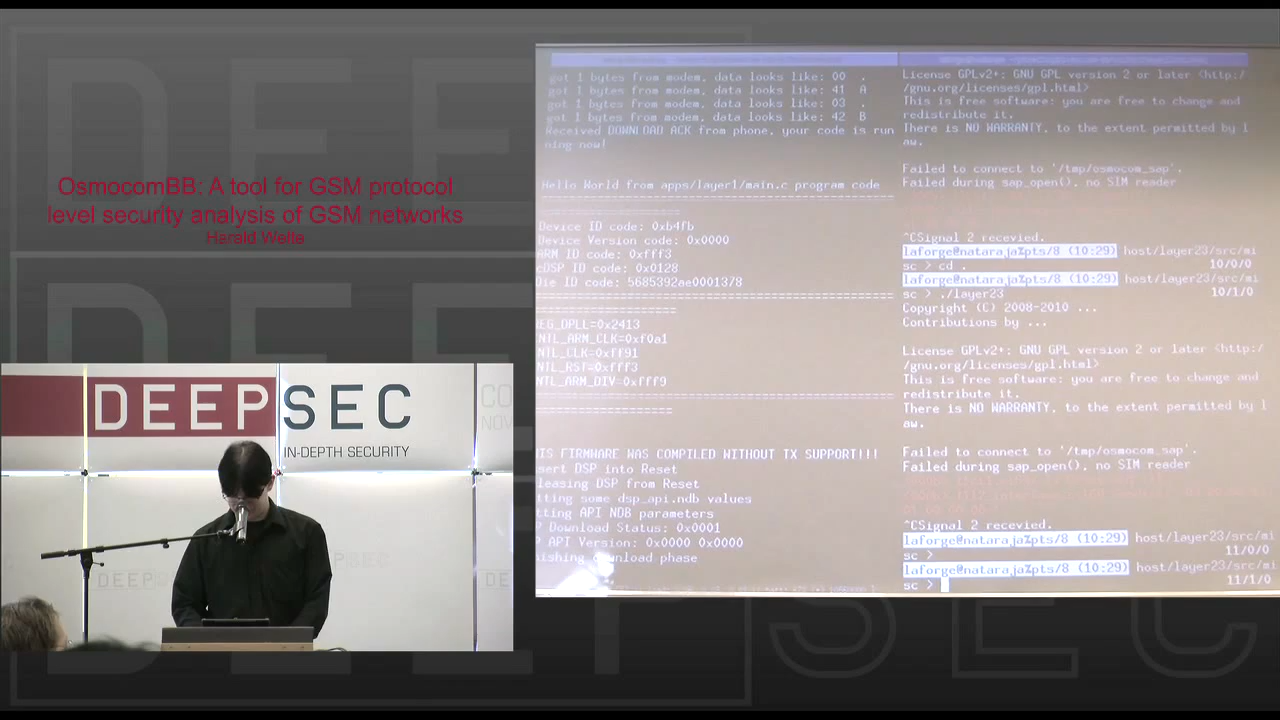 OsmocomBB: A tool for GSM protocol
level security analysis of GSM networks
Harald Welte
DEEPSEC
IN-DEPTH SECURITY
CO
NOV
DEEPSEC
DE
got 1 bytes from modem, data looks like: 00 .
got 1 bytes from modem, data looks like: 41 A
got 1 bytes from modem, data looks like: 03 .
got 1 bytes from modem, data looks like: 42 B
Received DOWNLOAD ACK from phone, your code is run
ning now!
Hello World from apps/layer1/main.c program code
Device ID code: 0xb4fb
Device Version code: 0x0000
ARM ID code: 0xfff3
cDSP ID code: 0x0128
Die ID code: 5685392ae0001378
EG_DPLL=0x2413
NTL_ARM_CLK=0xf0a1
NTL_CLK=0xff91
NTL_RST=0xfff3
NTL_ARM_DIV=0xfff9
HIS FIRMWARE WAS COMPILED WITHOUT TX SUPPORT!!!
ssert DSP into Reset
leasing DSP from Reset
tting some dsp_api.ndb values
tting API NDB parameters
P Download Status: 0x0001
P API Version: 0x0000 0x0000
nishing download phase
License GPLv2+: GNU GPL version 2 or later <http:/
/gnu.org/licenses/gpl.html>
This is free software: you are free to change and
redistribute it.
There is NO WARRANTY, to the extent permitted by l
aw.
Failed to connect to '/tmp/osmocom_sap'.
Failed during sap_open(), no SIM reader
^CSignal 2 recevied.
laforge@nataraja%pts/8 (10:29) host/layer23/src/mi
sc > cd . 10/0/0
laforge@nataraja%pts/8 (10:29) host/layer23/src/mi
sc > ./layer23 10/1/0
Copyright (C) 2008-2010 ...
Contributions by ...
License GPLv2+: GNU GPL version 2 or later <http:/
/gnu.org/licenses/gpl.html>
This is free software: you are free to change and
redistribute it.
There is NO WARRANTY, to the extent permitted by l
aw.
Failed to connect to '/tmp/osmocom_sap'.
Failed during sap_open(), no SIM reader
^CSignal 2 recevied.
laforge@nataraja%pts/8 (10:29) host/layer23/src/mi
sc > 11/0/0
laforge@nataraja%pts/8 (10:29) host/layer23/src/mi
sc > 11/1/0